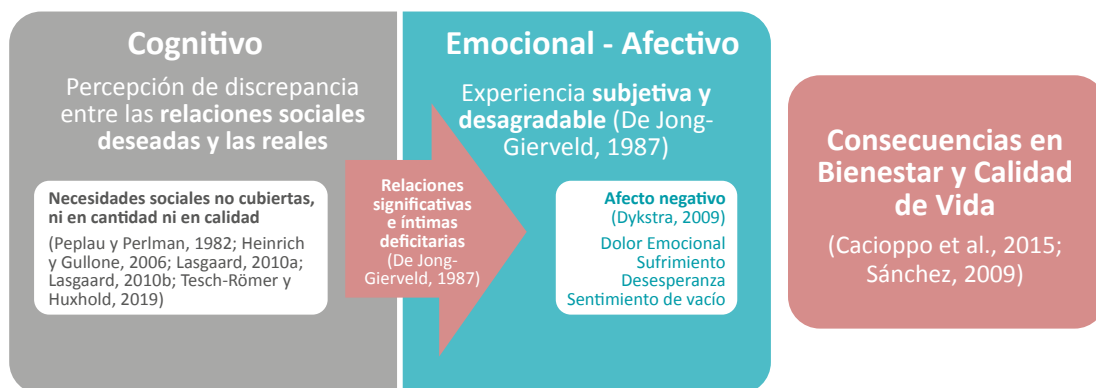 Cognitivo
Percepción de discrepancia
entre las relaciones sociales
deseadas y las reales
Necesidades sociales no cubiertas,
ni en cantidad ni en calidad
(Peplau y Perlman, 1982; Heinrich
y Gullone, 2006; Lasgaard, 2010a;
Lasgaard, 2010b; Tesch-Römer y
Huxhold, 2019)
Relaciones
significativas
e íntimas
deficitarias
(De Jong-
Gierveld, 1987)
Emocional - Afectivo
Experiencia subjetiva y
desagradable (De Jong-
Gierveld, 1987)
Afecto negativo
(Dykstra, 2009)
Dolor Emocional
Sufrimiento
Desesperanza
Sentimiento de vacío
Consecuencias en
Bienestar y Calidad
de Vida
(Cacioppo et al., 2015;
Sánchez, 2009)